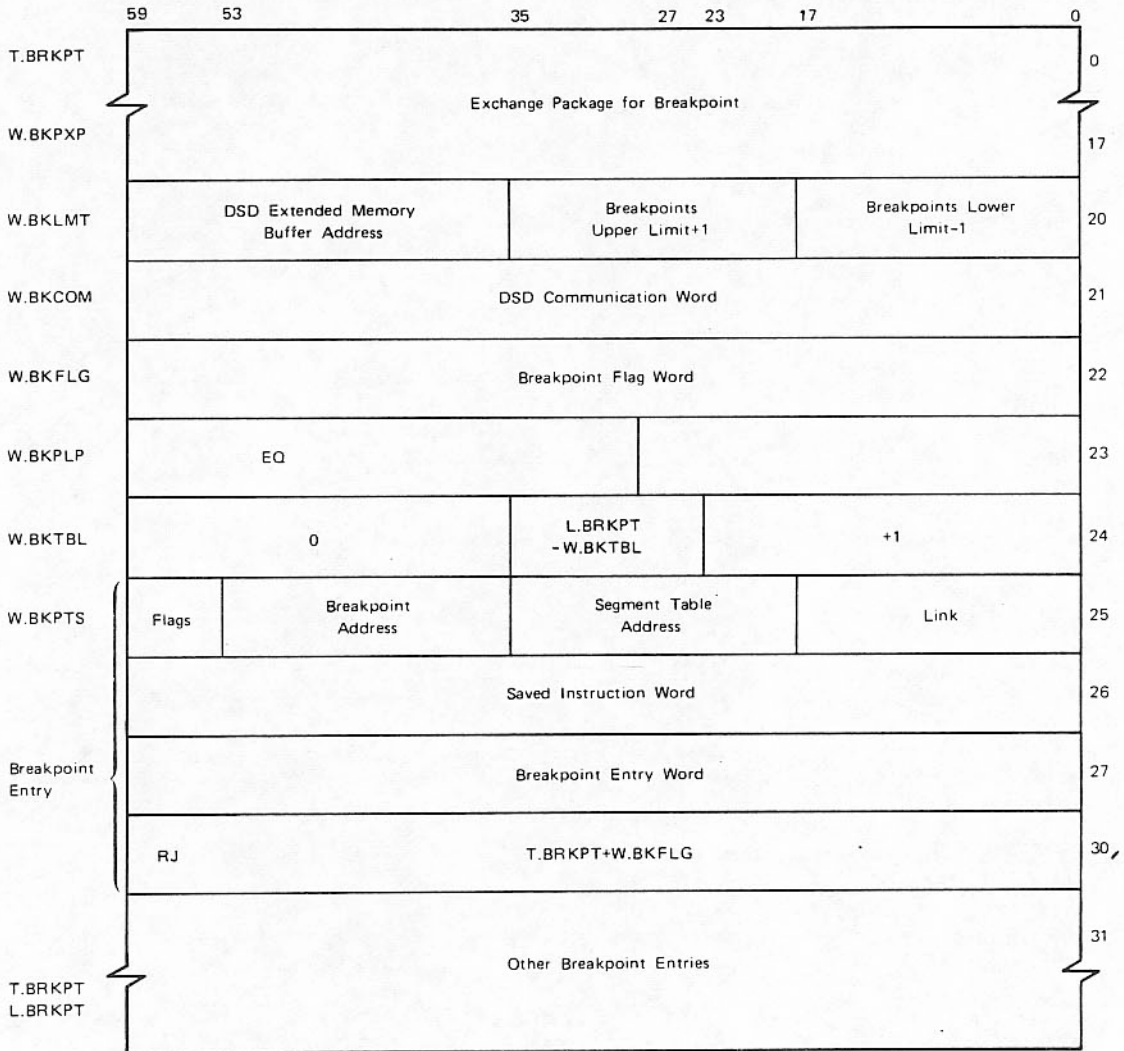 59 53 35 27 23 17 0
T.BRKPT 0
Exchange Package for Breakpoint
W.BKPXP 17
W.BKLMT DSD Extended Memory Buffer Address Breakpoints Upper Limit+1 Breakpoints Lower Limit-1 20
W.BKCOM DSD Communication Word 21
W.BKFLG Breakpoint Flag Word 22
W.BKPLP EQ 23
W.BKTBL 0 L.BRKPT -W.BKTBL +1 24
W.BKPTS Flags Breakpoint Address Segment Table Address Link 25
Saved Instruction Word 26
Breakpoint Entry Breakpoint Entry Word 27
RJ T.BRKPT+W.BKFLG 30
31
Other Breakpoint Entries
T.BRKPT
L.BRKPT